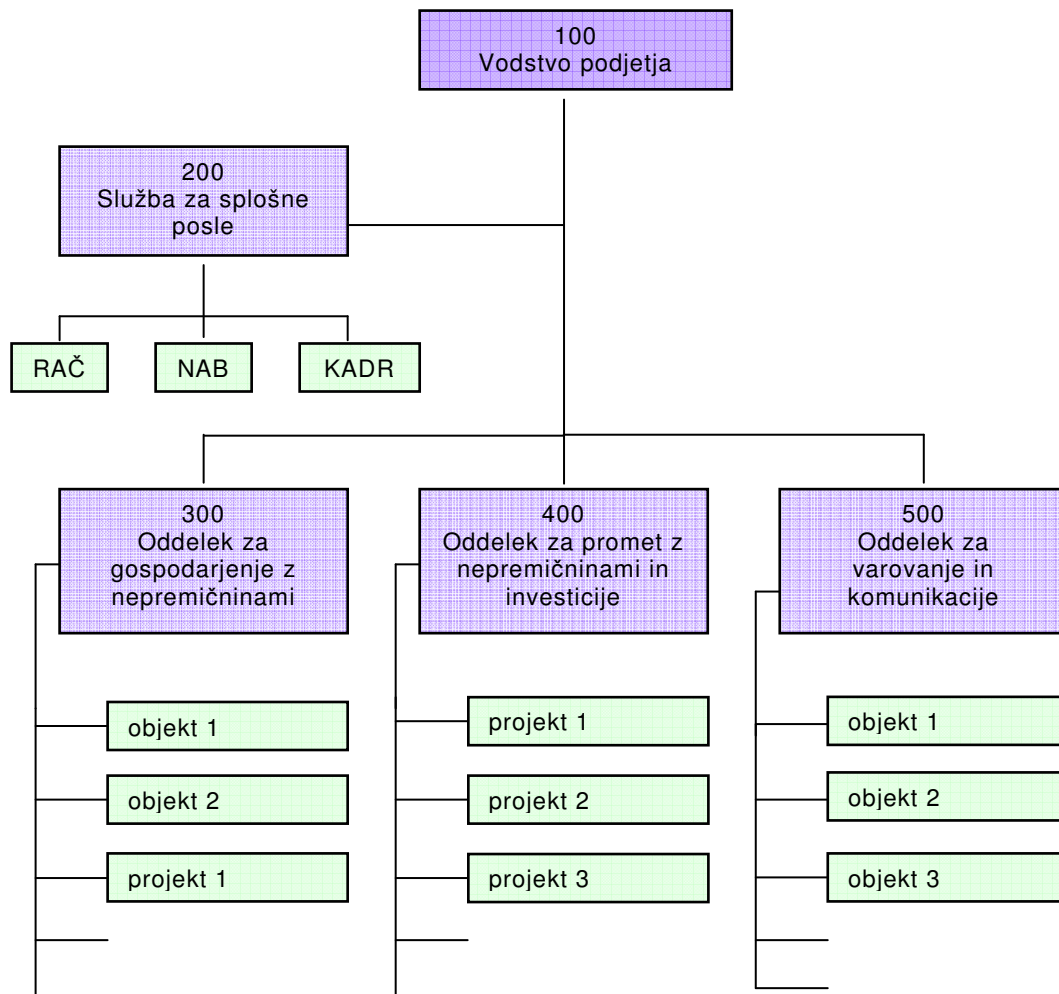 100
Vodstvo podjetja
200
Služba za splošne
posle
RAČ
NAB
KADR
300
Oddelek za
gospodarjenje z
nepremičninami
400
Oddelek za promet z
nepremičninami in
investicije
500
Oddelek za
varovanje in
komunikacije
objekt 1
objekt 2
projekt 1
projekt 1
projekt 2
projekt 3
objekt 1
objekt 2
objekt 3